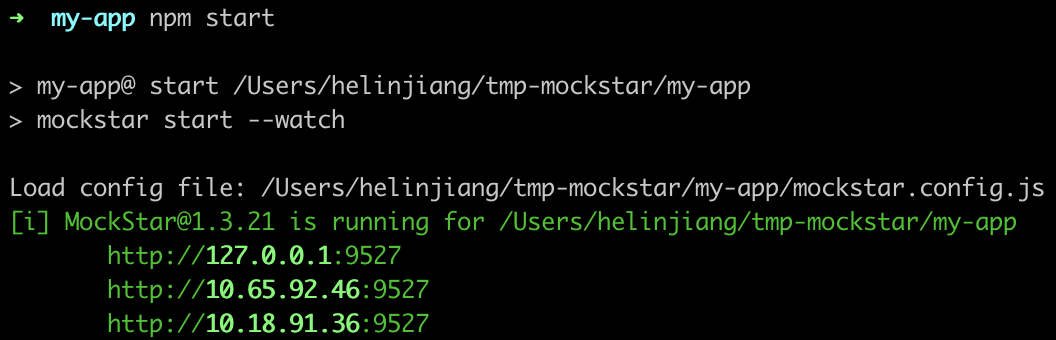 ➜  my-app npm start
> my-app@ start /Users/helinjiang/tmp-mockstar/my-app
> mockstar start --watch
Load config file: /Users/helinjiang/tmp-mockstar/my-app/mockstar.config.js
[i] MockStar@1.3.21 is running for /Users/helinjiang/tmp-mockstar/my-app
http://127.0.0.1:9527
http://10.65.92.46:9527
http://10.18.91.36:9527